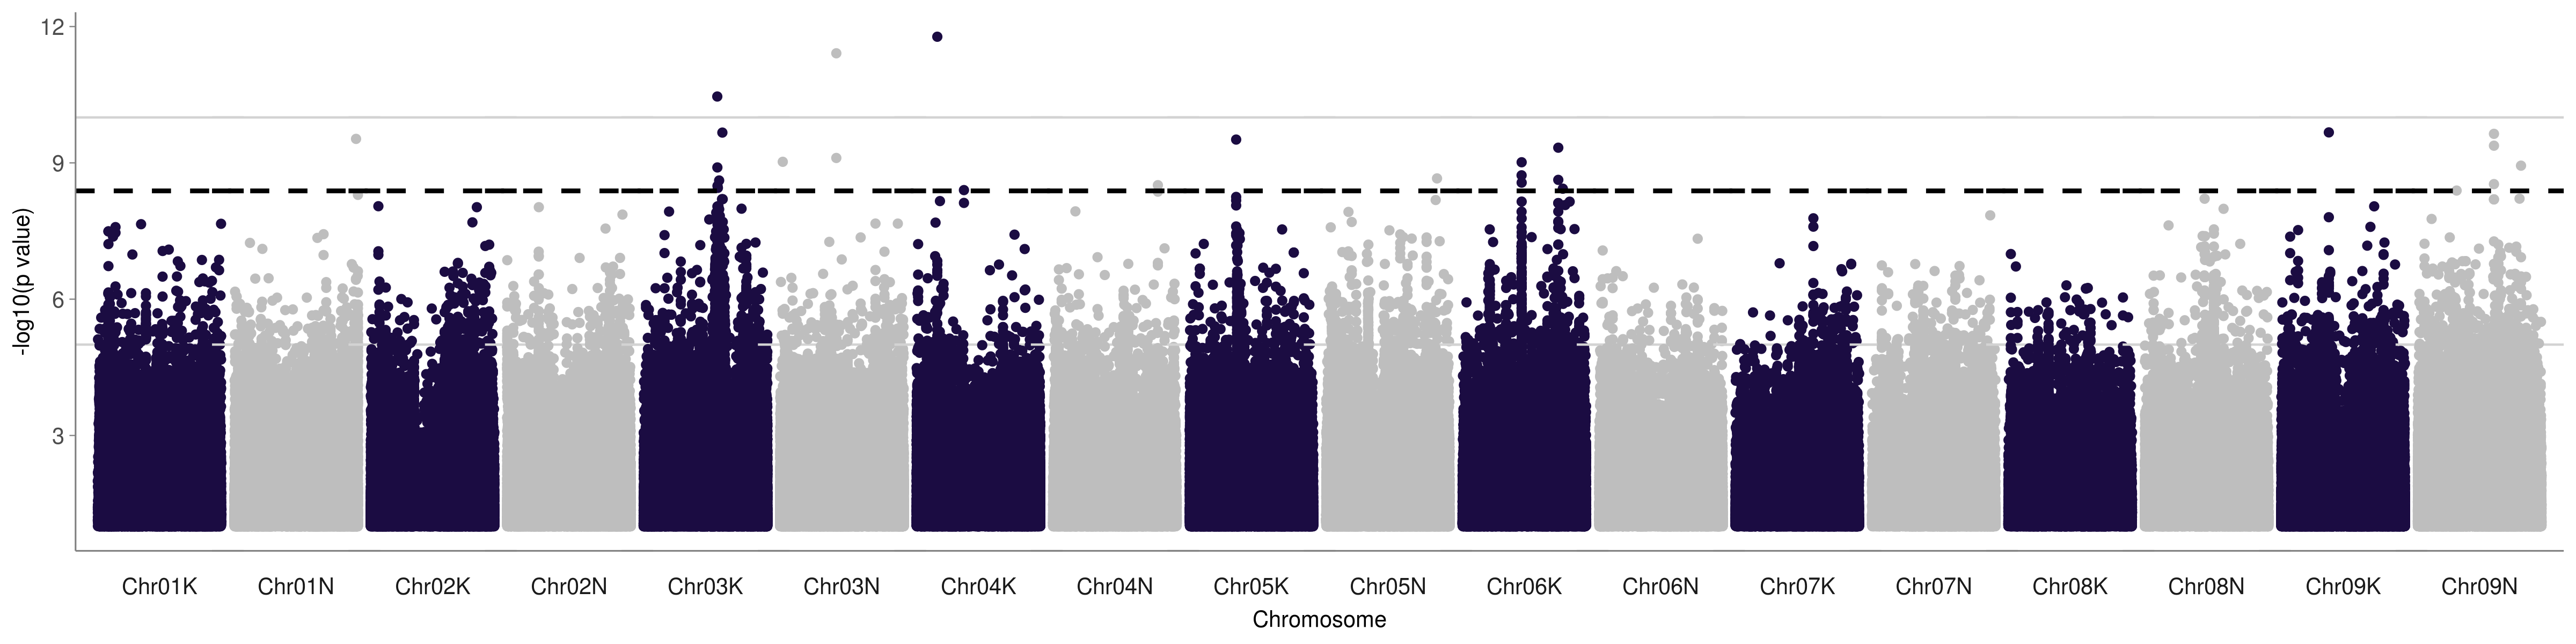 12
9
6
3
-log10(p value)
Chr01K Chr01N Chr02K Chr02N Chr03K Chr03N Chr04K Chr04N Chr05K Chr05N Chr06K Chr06N Chr07K Chr07N Chr08K Chr08N Chr09K Chr09N
Chromosome